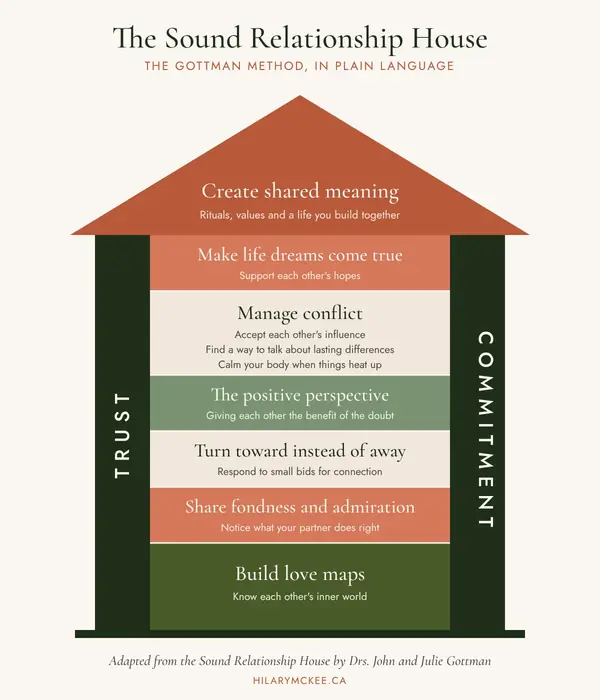 The Sound Relationship House
THE GOTTMAN METHOD, IN PLAIN LANGUAGE
Create shared meaning
Rituals, values and a life you build together
Make life dreams come true
Support each other's hopes
Manage conflict
Accept each other's influence
Find a way to talk about lasting differences
Calm your body when things heat up
The positive perspective
Giving each other the benefit of the doubt
Turn toward instead of away
Respond to small bids for connection
Share fondness and admiration
Notice what your partner does right
Build love maps
Know each other's inner world
TRUST
COMMITMENT
Adapted from the Sound Relationship House by Drs. John and Julie Gottman
HILARYMCKEE.CA